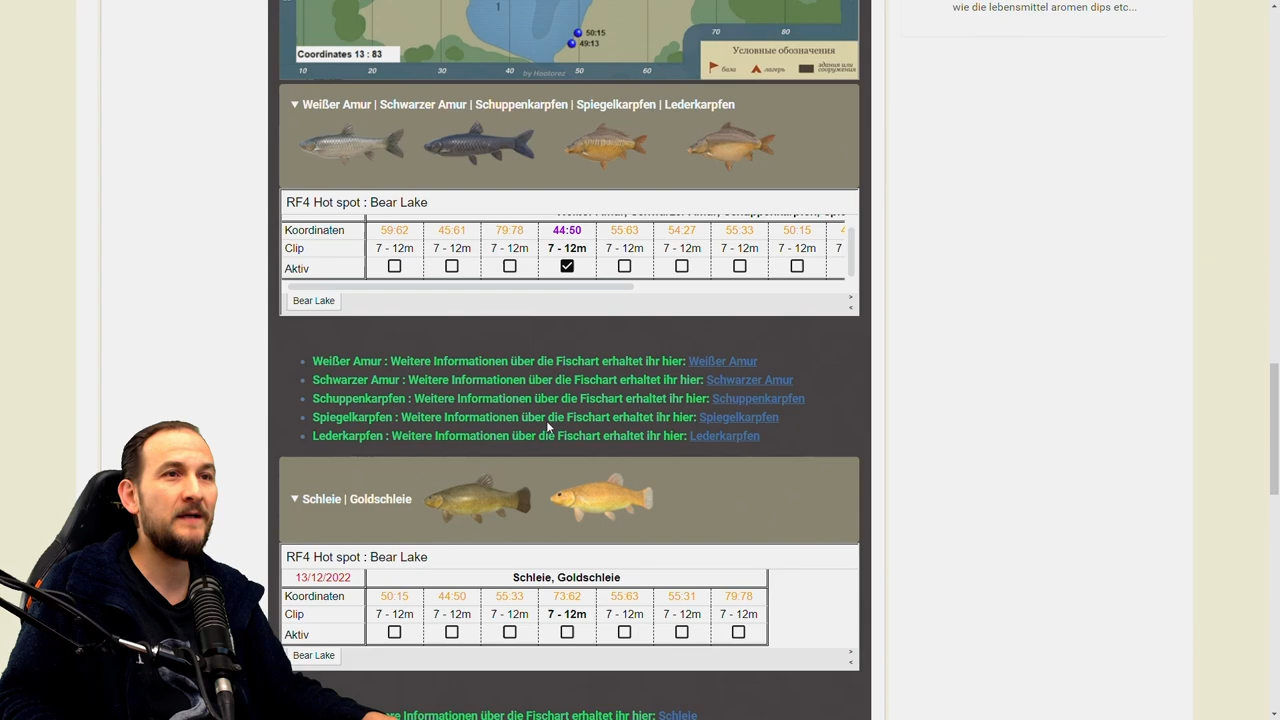 wie die lebensmittel aromen dips etc...
1
50:15
49:13
Coordinates 13 : 83
70 80
Условные обозначения
база лагерь здания или сооружения
10 20 30 40 50 60
by Hooterez
▼ Weißer Amur | Schwarzer Amur | Schuppenkarpfen | Spiegelkarpfen | Lederkarpfen
RF4 Hot spot : Bear Lake
Koordinaten 59:62 45:61 79:78 44:50 55:63 54:27 55:33 50:15
Clip 7 - 12m 7 - 12m 7 - 12m 7 - 12m 7 - 12m 7 - 12m 7 - 12m 7 - 12m 7
Aktiv
Bear Lake
• Weißer Amur : Weitere Informationen über die Fischart erhaltet ihr hier: Weißer Amur
• Schwarzer Amur : Weitere Informationen über die Fischart erhaltet ihr hier: Schwarzer Amur
• Schuppenkarpfen : Weitere Informationen über die Fischart erhaltet ihr hier: Schuppenkarpfen
• Spiegelkarpfen : Weitere Informationen über die Fischart erhaltet ihr hier: Spiegelkarpfen
• Lederkarpfen : Weitere Informationen über die Fischart erhaltet ihr hier: Lederkarpfen
▼ Schleie | Goldschleie
RF4 Hot spot : Bear Lake
13/12/2022 Schleie, Goldschleie
Koordinaten 50:15 44:50 55:33 73:62 55:63 55:31 79:78
Clip 7 - 12m 7 - 12m 7 - 12m 7 - 12m 7 - 12m 7 - 12m 7 - 12m
Aktiv
Bear Lake
Informationen über die Fischart erhaltet ihr hier: Schleie